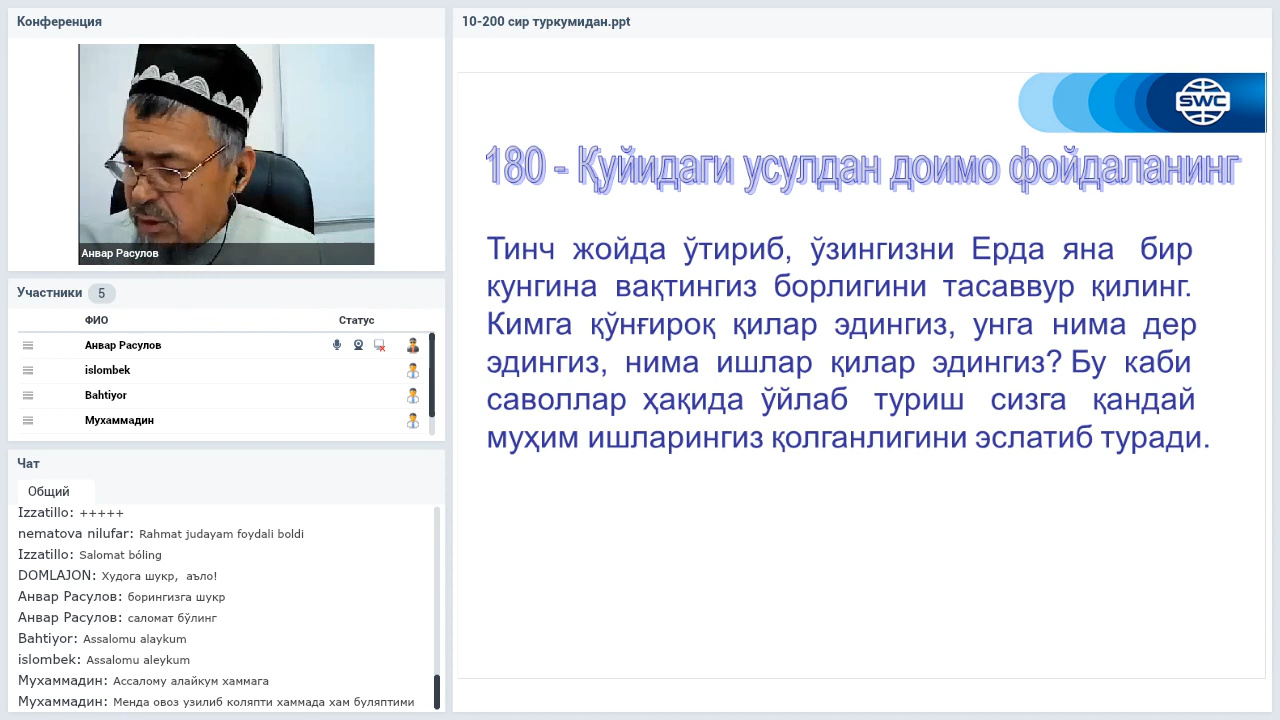 Конференция
Анвар Расулов
Участники 5
ФИО Статус
Анвар Расулов
islombek
Bahtiyor
Мухаммадин
Чат
Общий
Izzatillo: +++++
nematova nilufar: Rahmat judayam foydali boldi
Izzatillo: Salomat bóling
DOMLAJON: Худога шукр, аъло!
Анвар Расулов: борингизга шукр
Анвар Расулов: саломат бўлинг
Bahtiyor: Assalomu alaykum
islombek: Assalomu aleykum
Мухаммадин: Ассалому алайкум хаммага
Мухаммадин: Менда овоз узилиб коляпти хаммада хам буляптими
10-200 сир туркумидан.ppt
SWC
180 - Қуйидаги усулдан доимо фойдаланинг
Тинч жойда ўтириб, ўзингизни Ерда яна бир
кунгина вақтингиз борлигини тасаввур қилинг.
Кимга қўнғироқ қилар эдингиз, унга нима дер
эдингиз, нима ишлар қилар эдингиз? Бу каби
саволлар ҳақида ўйлаб туриш сизга қандай
муҳим ишларингиз қолганлигини эслатиб туради.